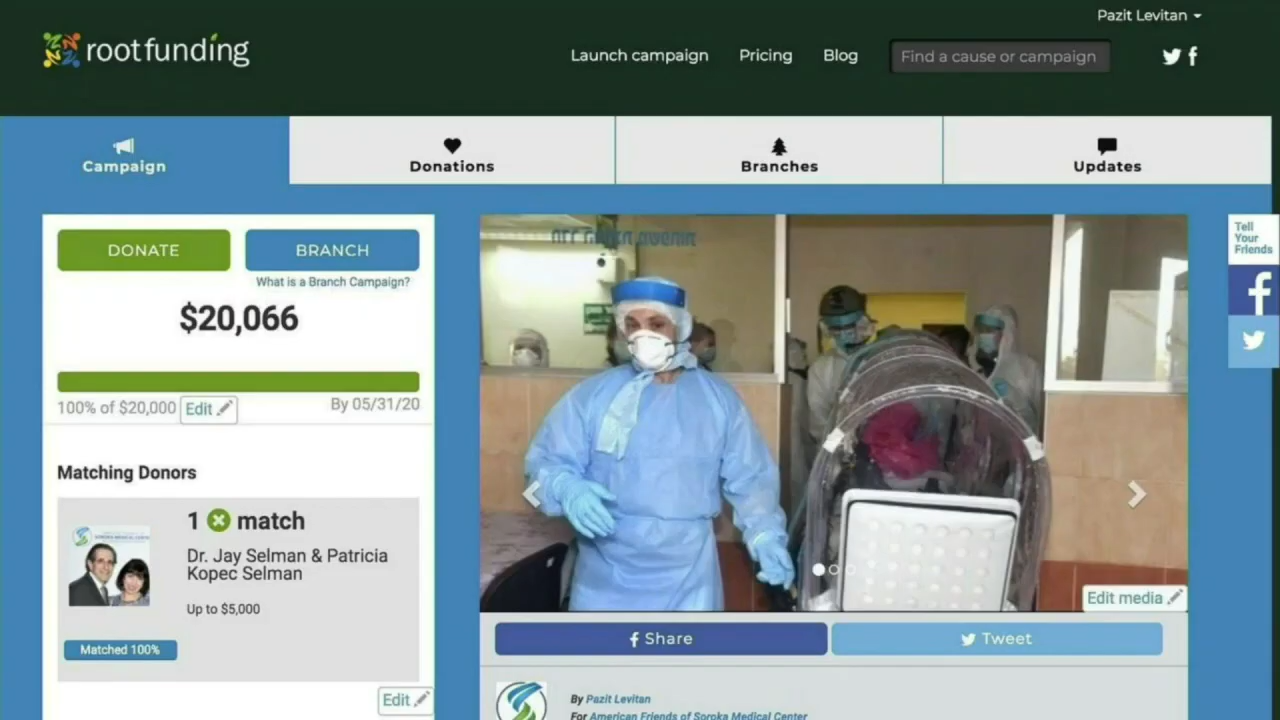 Pazit Levitan
rootfunding
Launch campaign
Pricing
Blog
Find a cause or campaign
Campaign
Donations
Branches
Updates
DONATE
BRANCH
What is a Branch Campaign?
$20,066
100% of $20,000
Edit
By 05/31/20
Matching Donors
1 match
Dr. Jay Selman & Patricia
Kopec Selman
Up to $5,000
Matched 100%
Edit
Edit media
Share
Tweet
By Pazit Levitan
For American Friends of Soroka Medical Center
Tell
Your
Friends